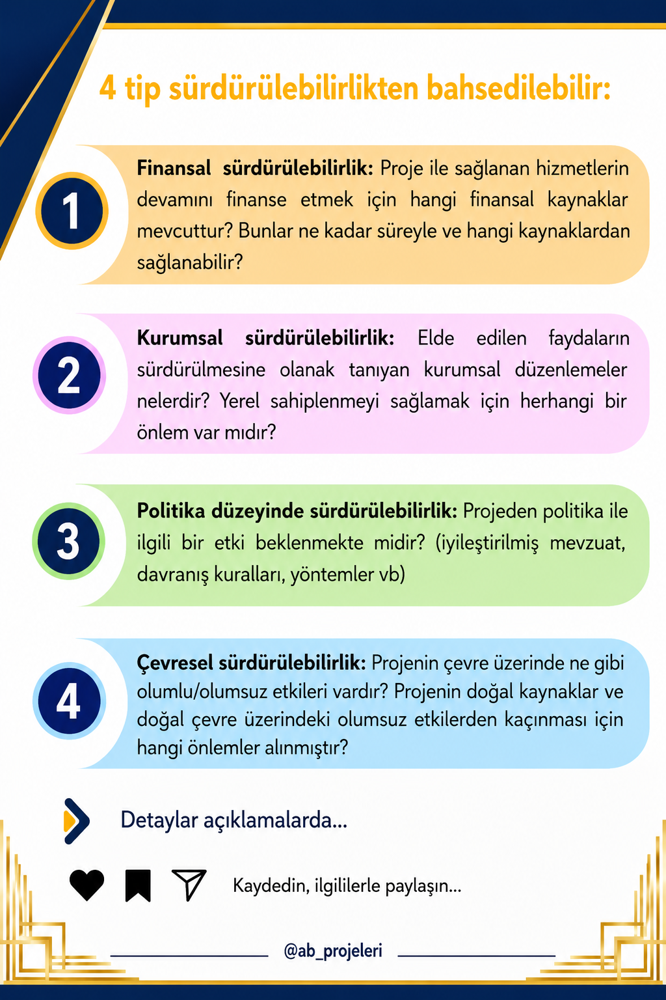 4 tip sürdürülebilirlikten bahsedilebilir:
1
Finansal sürdürülebilirlik: Proje ile sağlanan hizmetlerin
devamını finanse etmek için hangi finansal kaynaklar
mevcuttur? Bunlar ne kadar süreyle ve hangi kaynaklardan
sağlanabilir?
2
Kurumsal sürdürülebilirlik: Elde edilen faydaların
sürdürülmesine olanak tanıyan kurumsal düzenlemeler
nelerdir? Yerel sahiplenmeyi sağlamak için herhangi bir
önlem var mıdır?
3
Politika düzeyinde sürdürülebilirlik: Projeden politika ile
ilgili bir etki beklenmekte midir? (iyileştirilmiş mevzuat,
davranış kuralları, yöntemler vb)
4
Çevresel sürdürülebilirlik: Projenin çevre üzerinde ne gibi
olumlu/olumsuz etkileri vardır? Projenin doğal kaynaklar ve
doğal çevre üzerindeki olumsuz etkilerden kaçınması için
hangi önlemler alınmıştır?
Detaylar açıklamalarda...
Kaydedin, ilgililerle paylaşın...
@ab_projeleri